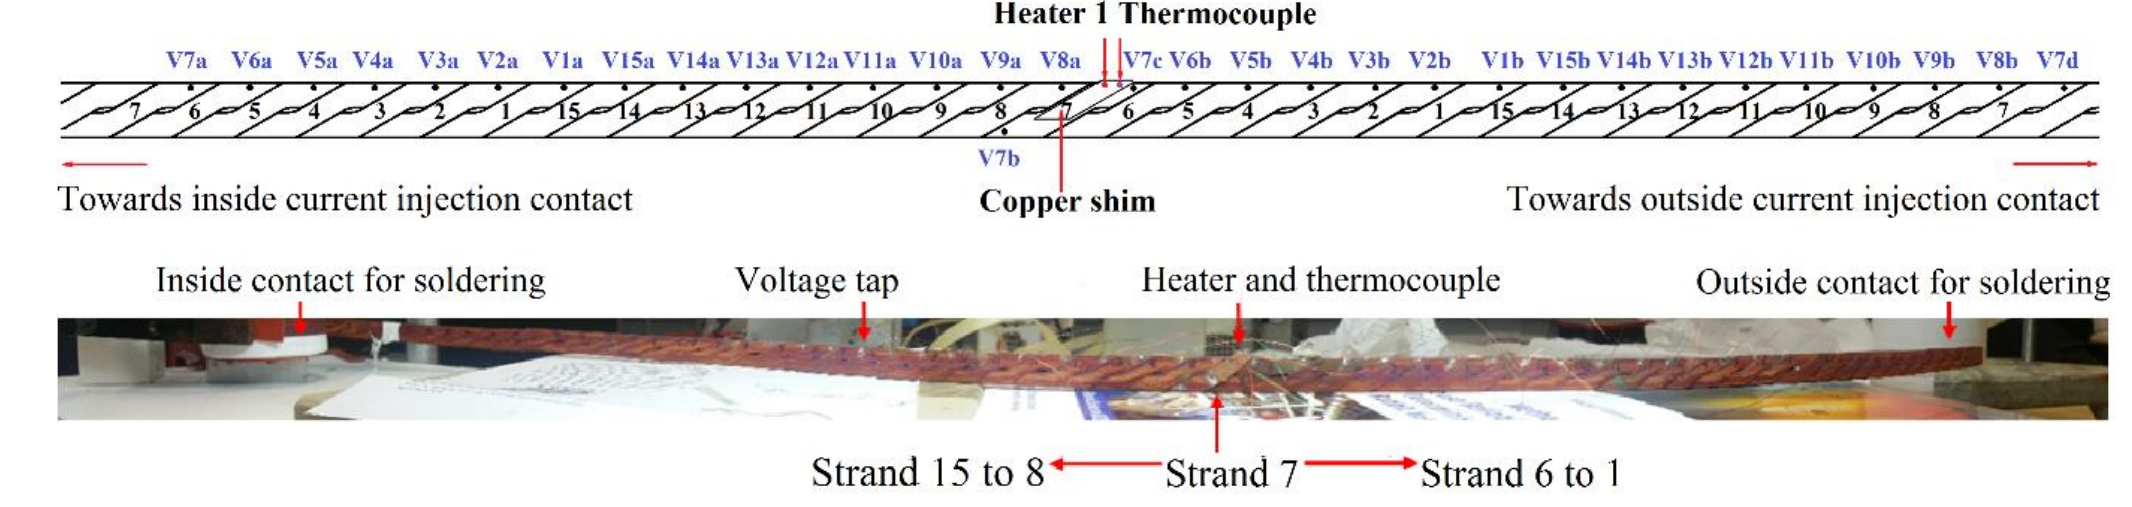 Heater 1 Thermocouple
V7a V6a V5a V4a V3a V2a V1a V15a V14a V13a V12a V11a V10a V9a V8a V7c V6b V5b V4b V3b V2b V1b V15b V14b V13b V12b V11b V10b V9b V8b V7d
7 6 5 4 3 2 1 15 14 13 12 11 10 9 8 7 6 5 4 3 2 1 15 14 13 12 11 10 9 8 7
V7b
Towards inside current injection contact
Copper shim
Towards outside current injection contact
Inside contact for soldering
Voltage tap
Heater and thermocouple
Outside contact for soldering
Strand 15 to 8
Strand 7
Strand 6 to 1